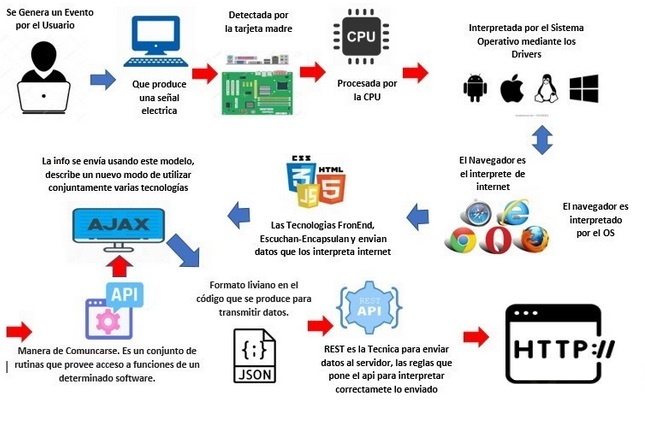 Se Genera un Evento
por el Usuario
Que produce
una señal
electrica
Detectada por
la tarjeta madre
CPU
Procesada por
la CPU
Interpretada por el Sistema
Operativo mediante los
Drivers
El Navegador es
el interprete de
internet
El navegador es
interpretado
por el OS
CSS
HTML
3
JS
5
Las Tecnologias FronEnd,
Escuchan-Encapsulan y envian
datos que los interpreta internet
La info se envía usando este modelo,
describe un nuevo modo de utilizar
conjuntamente varias tecnologías
AJAX
API
Manera de Comuncarse. Es un conjunto de
rutinas que provee acceso a funciones de un
determinado software.
Formato liviano en el
código que se produce para
transmitir datos.
{;}
JSON
REST
API
REST es la Tecnica para enviar
datos al servidor, las reglas que
pone el api para interpretar
correctamete lo enviado
HTTP://